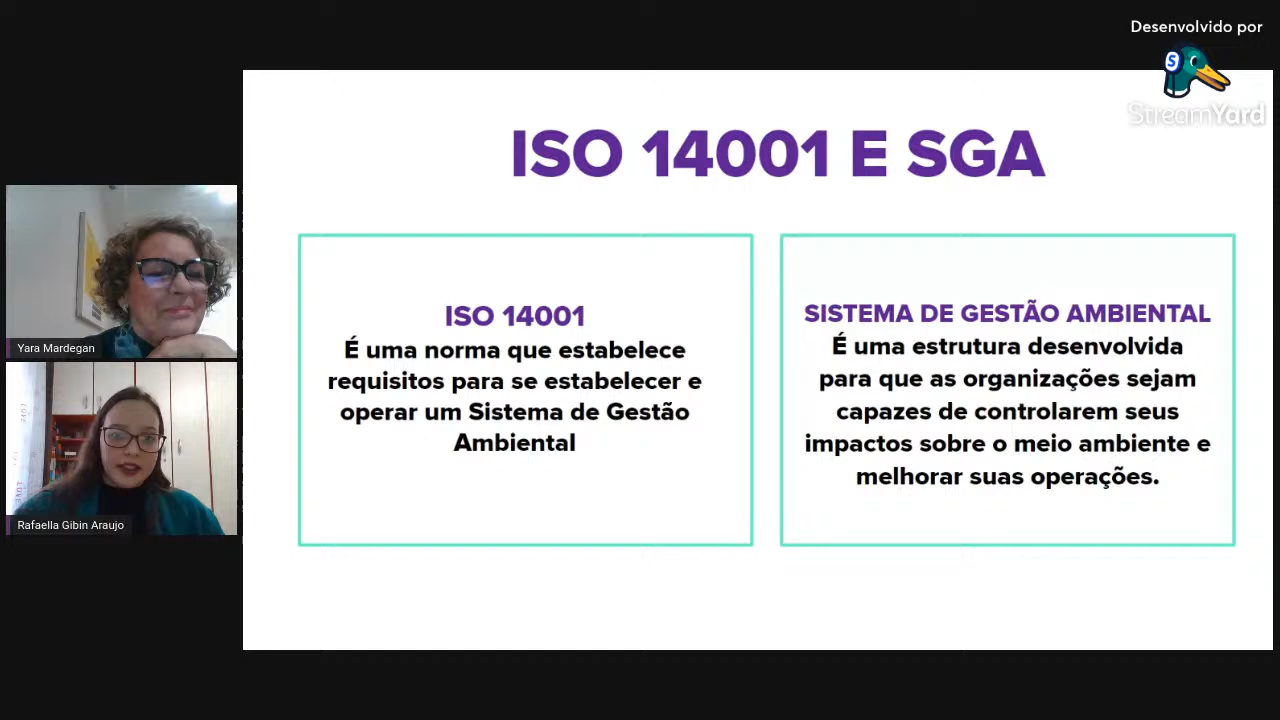 Desenvolvido por
S
StreamYard
ISO 14001 E SGA
Yara Mardegan
Rafaella Gibin Araujo
ISO 14001
É uma norma que estabelece
requisitos para se estabelecer e
operar um Sistema de Gestão
Ambiental
SISTEMA DE GESTÃO AMBIENTAL
É uma estrutura desenvolvida
para que as organizações sejam
capazes de controlarem seus
impactos sobre o meio ambiente e
melhorar suas operações.